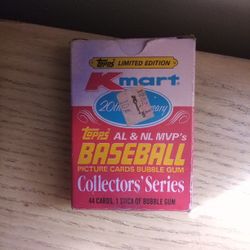 Topps LIMITED EDITION
Kmart
20th Anniversary
Topps AL & NL MVP's
BASEBALL
PICTURE CARDS BUBBLE GUM
Collectors' Series
44 CARDS, 1 STICK OF BUBBLE GUM